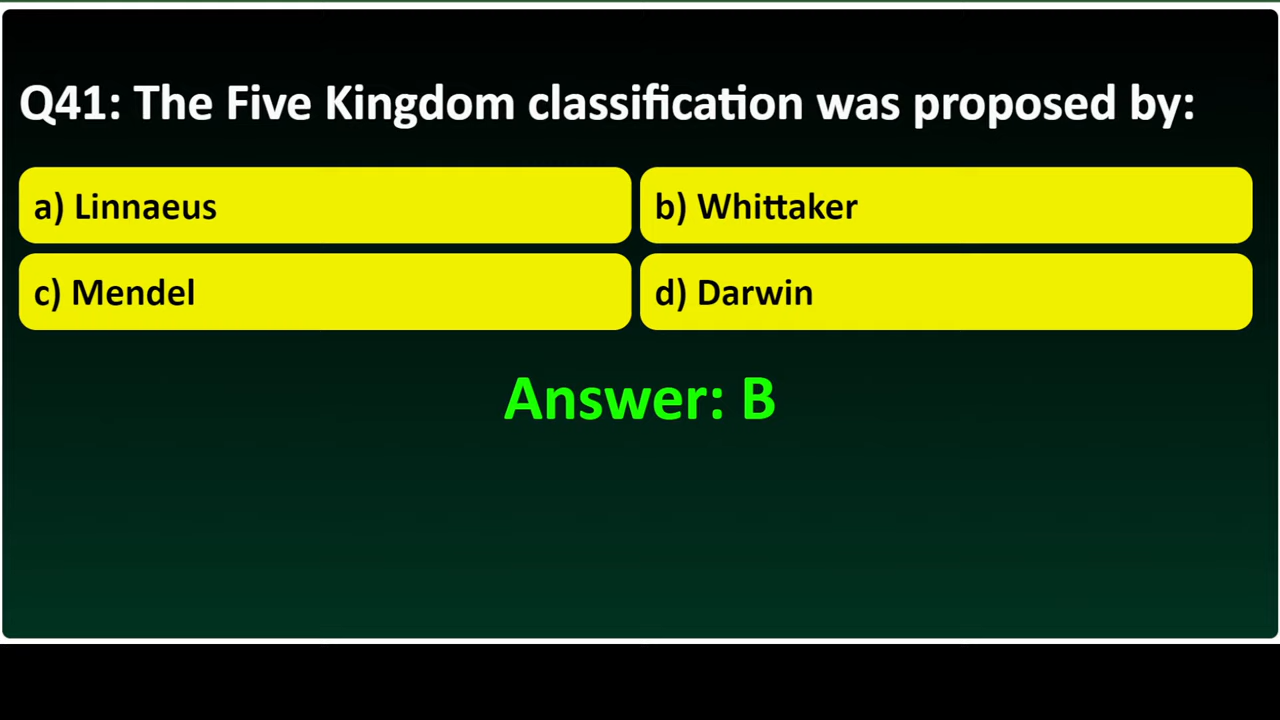 Q41: The Five Kingdom classification was proposed by:
a) Linnaeus
b) Whittaker
c) Mendel
d) Darwin
Answer: B